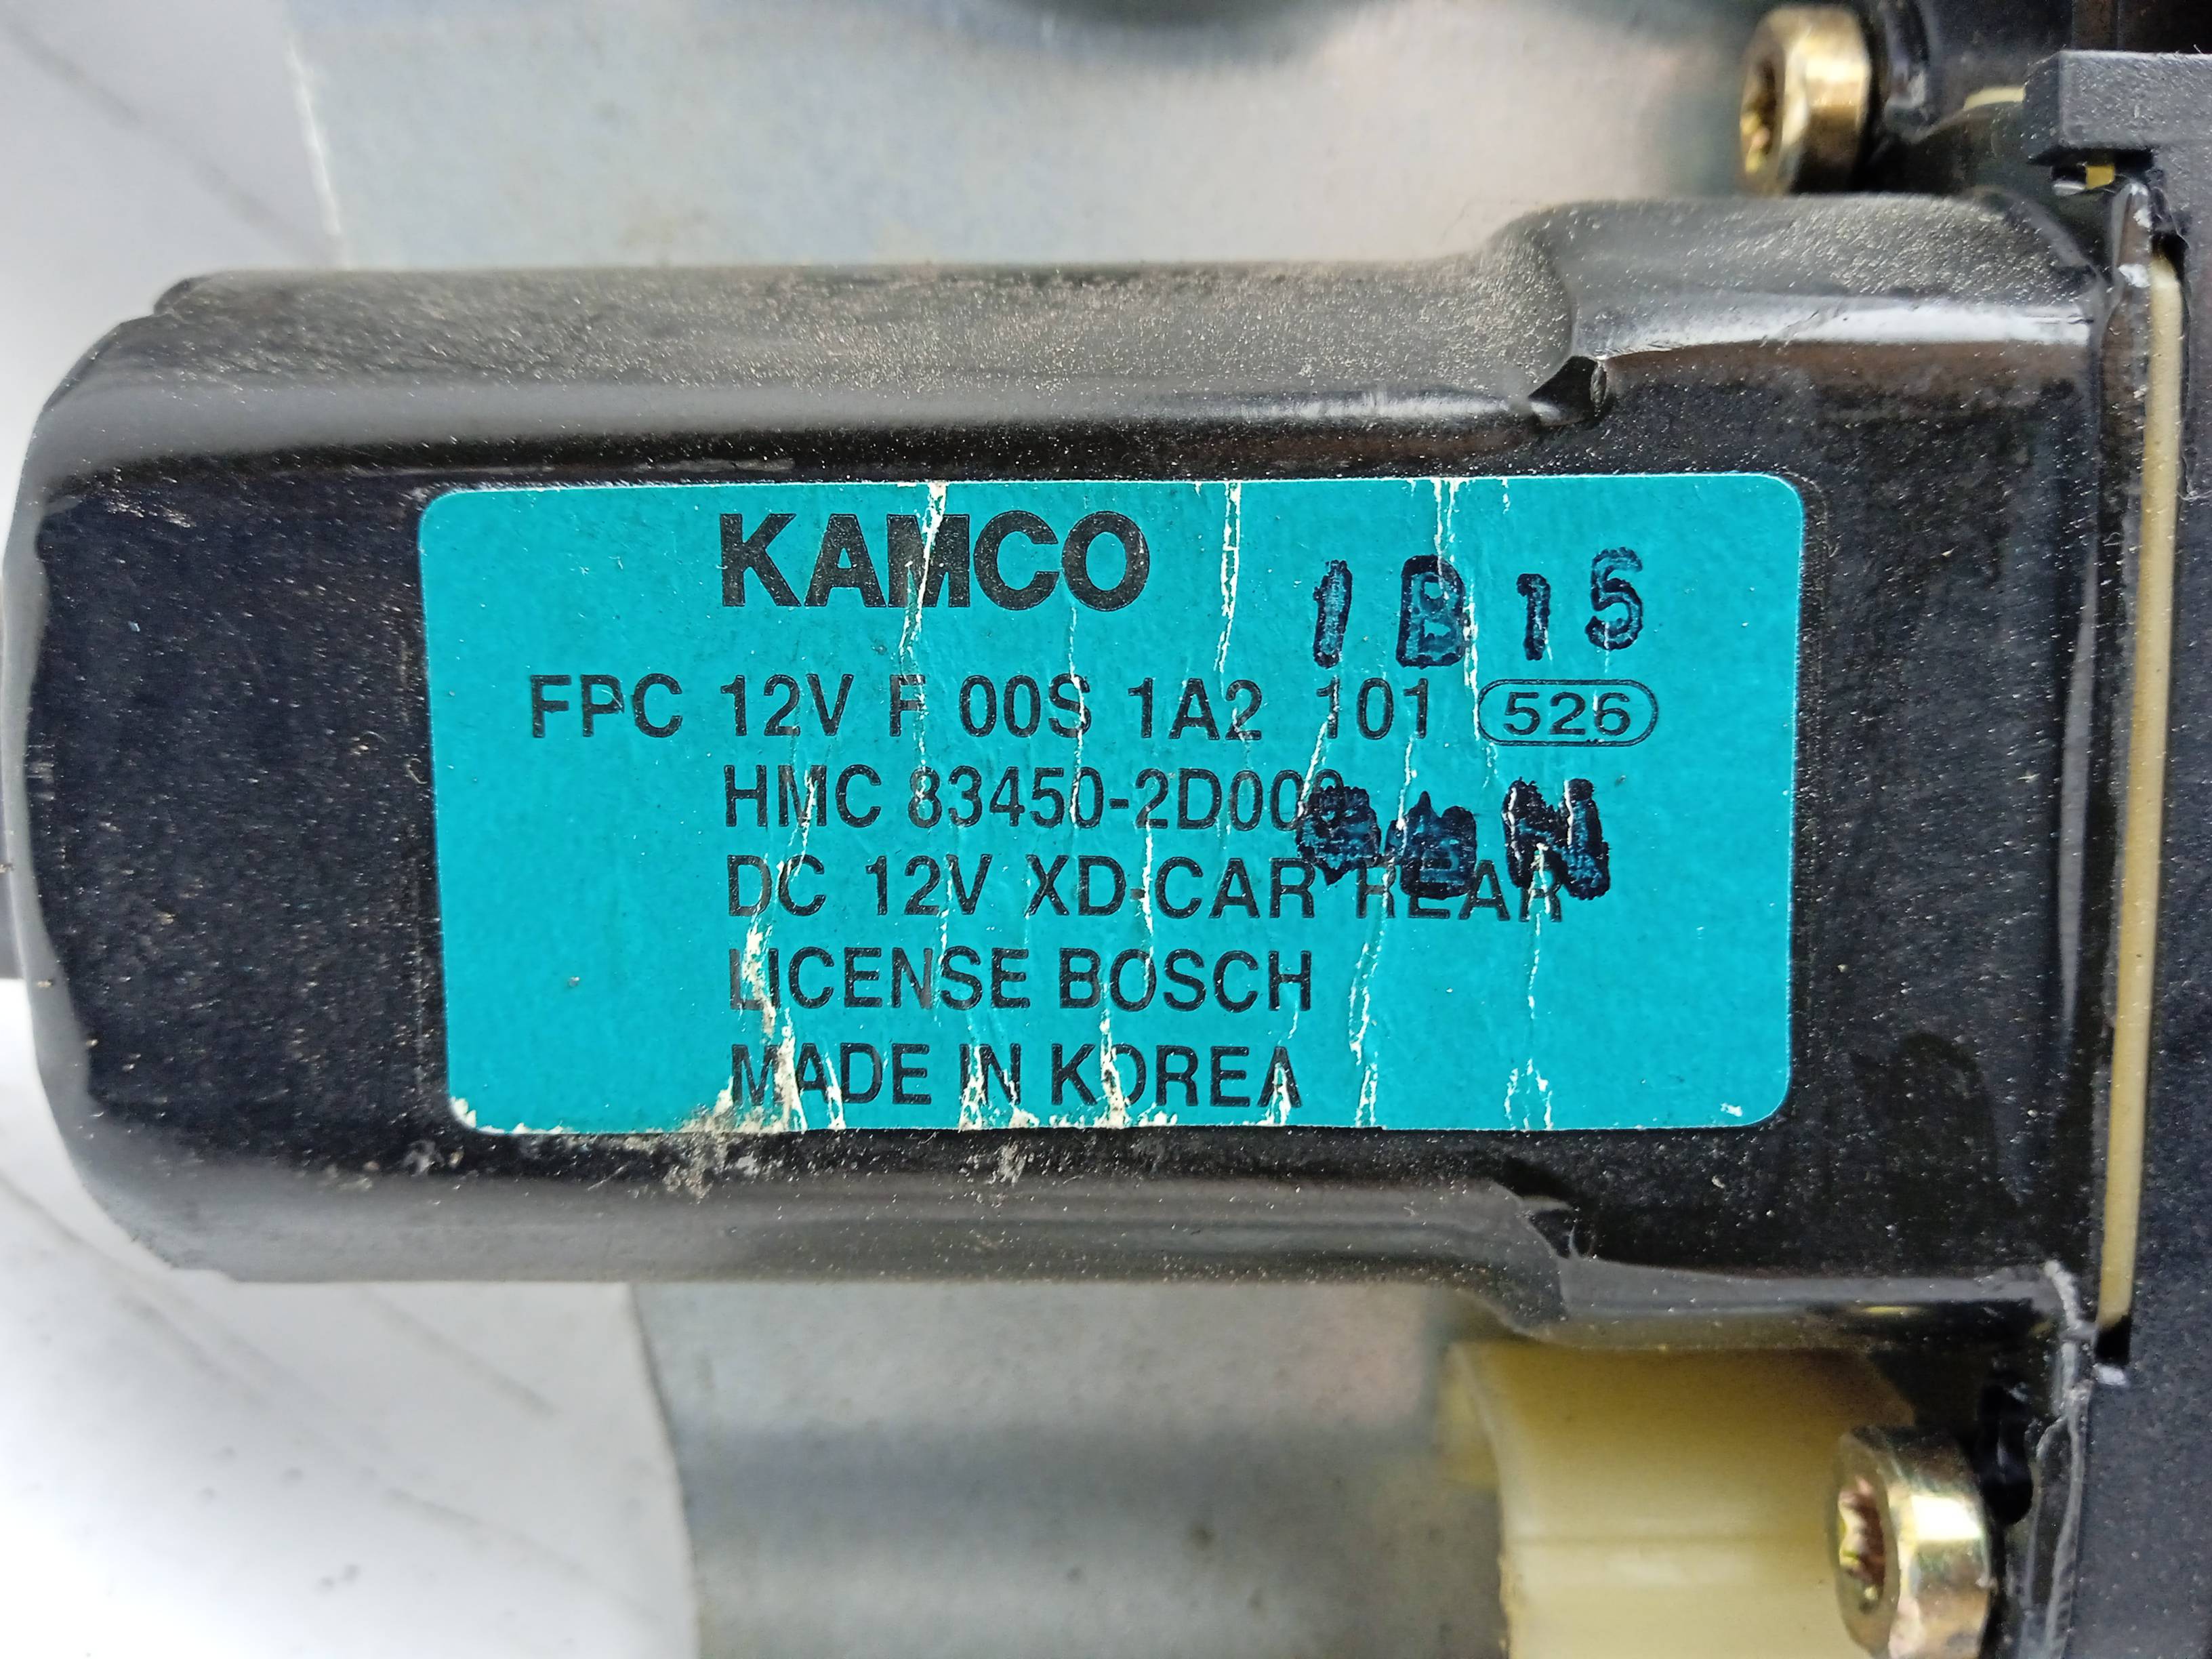 KAMCO
1B15
FPC 12V F 00S 1A2 101 526
HMC 83450-2D000
DC 12V XD-CAR REAR
LICENSE BOSCH
MADE IN KOREA